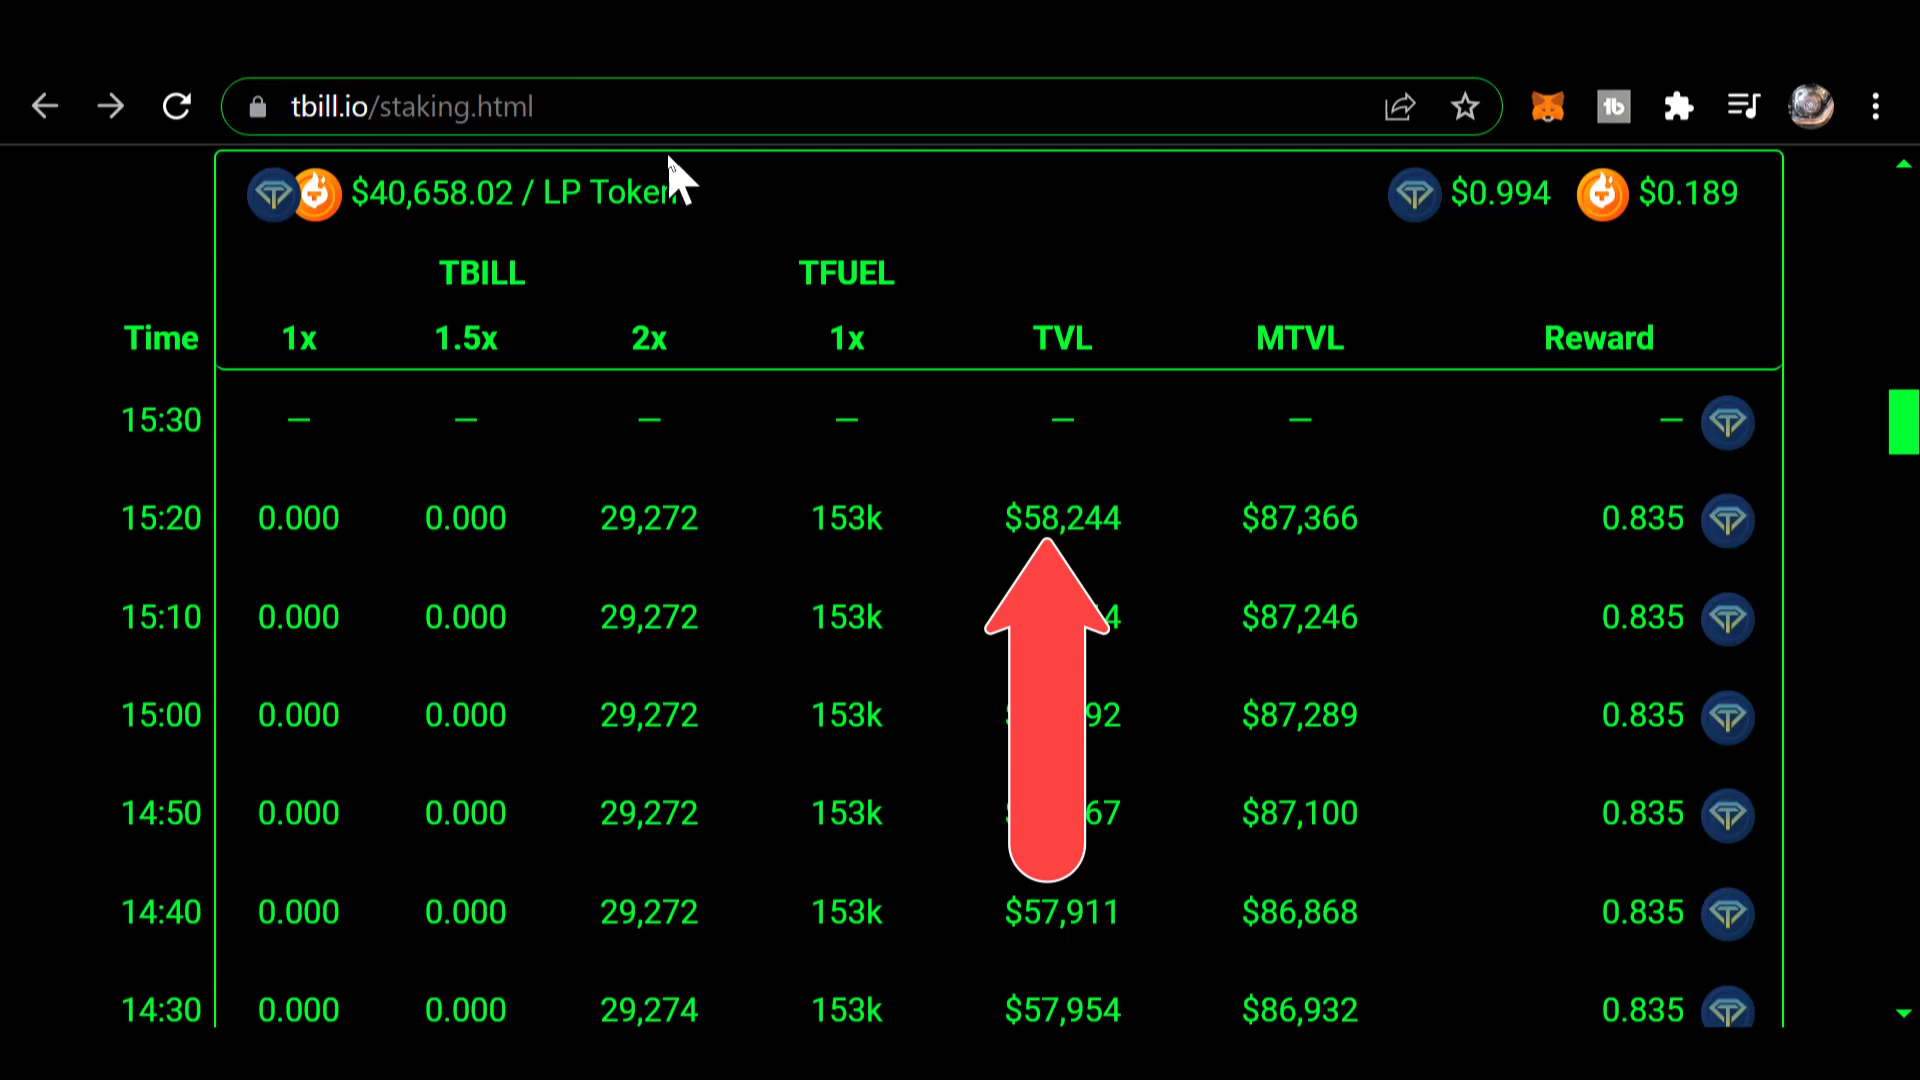 tbill.io/staking.html
$40,658.02 / LP Token $0.994 $0.189
TBILL TFUEL
Time 1x 1.5x 2x 1x TVL MTVL Reward
15:30 — — — — — — —
15:20 0.000 0.000 29,272 153k $58,244 $87,366 0.835
15:10 0.000 0.000 29,272 153k $87,246 0.835
15:00 0.000 0.000 29,272 153k $87,289 0.835
14:50 0.000 0.000 29,272 153k $87,100 0.835
14:40 0.000 0.000 29,272 153k $57,911 $86,868 0.835
14:30 0.000 0.000 29,274 153k $57,954 $86,932 0.835